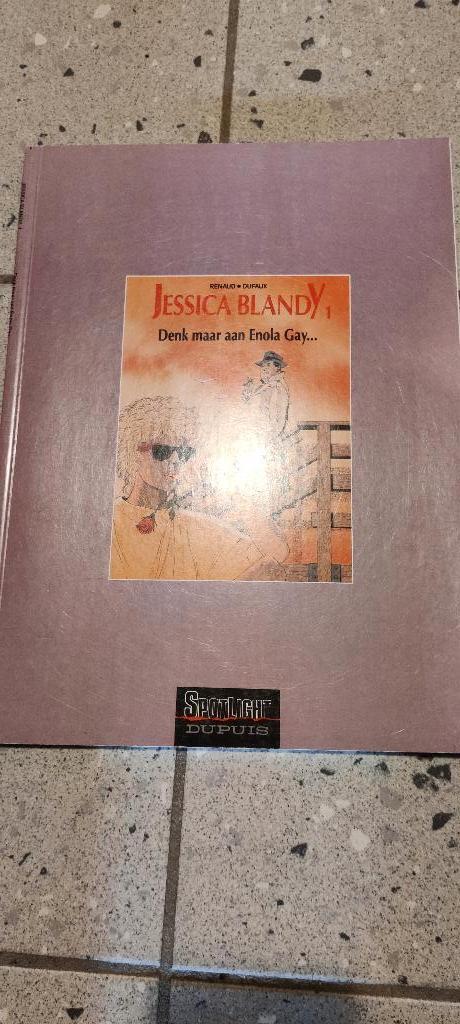 RENAUD • DUFAUX
JESSICA BLANDY 1
Denk maar aan Enola Gay...
SPOTLIGHT
DUPUIS